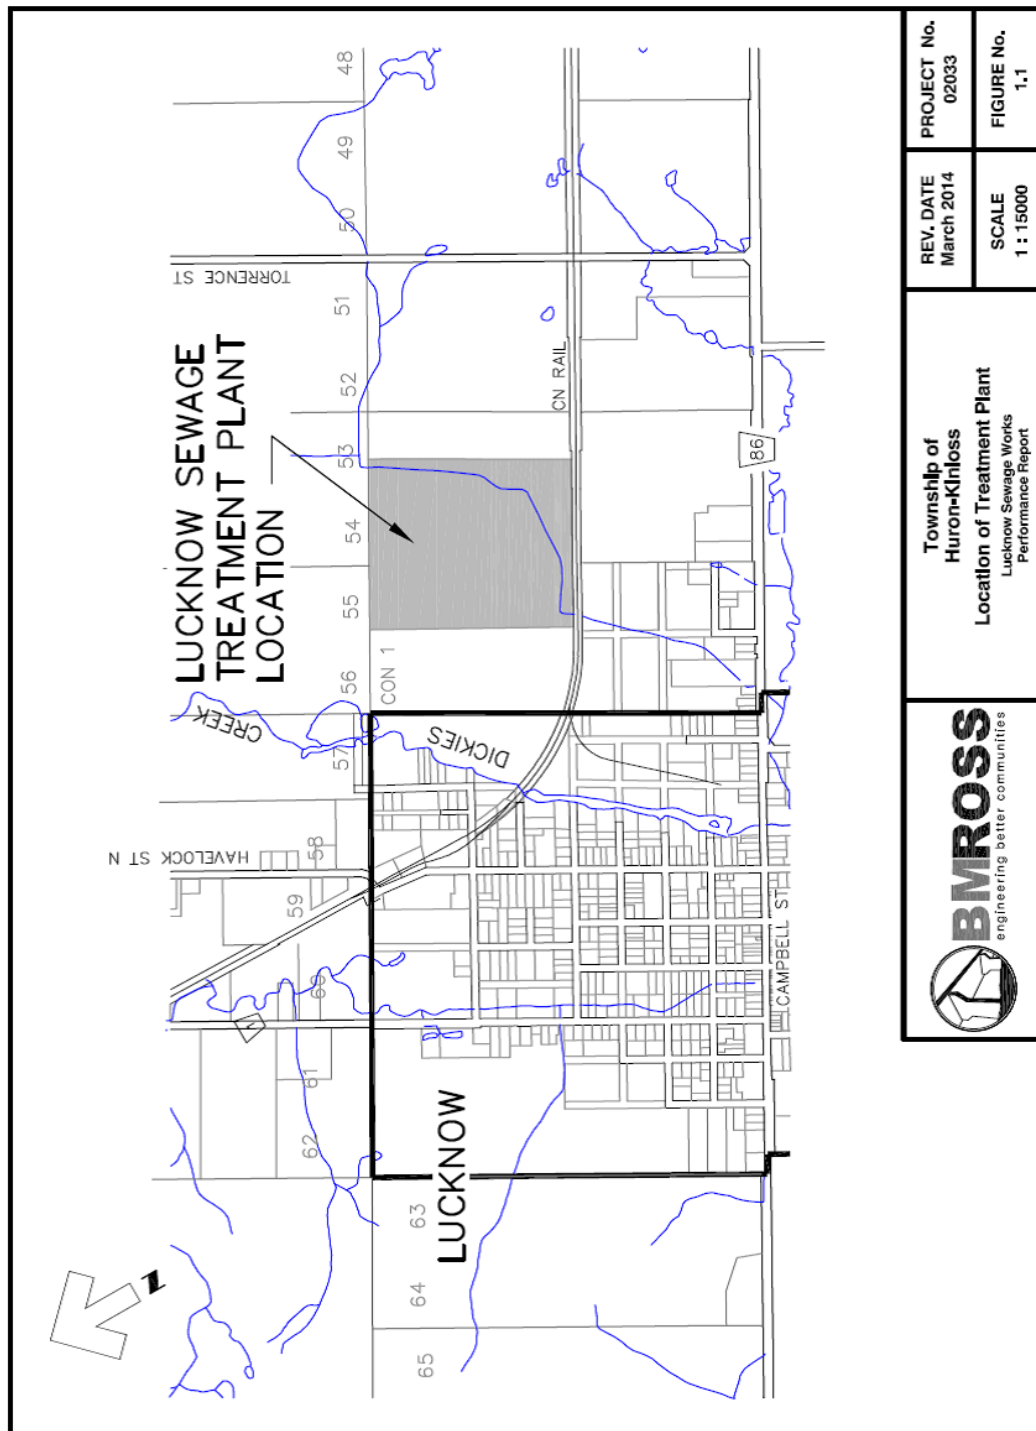 48
49
50
51
52
53
54
55
56
57
58
59
60
61
62
63
64
65
TORRENCE ST
LUCKNOW SEWAGE
TREATMENT PLANT
LOCATION
CN RAIL
86
CON 1
CREEK
DICKIES
HAVELOCK ST N
CAMPBELL ST
1
LUCKNOW
N
PROJECT No.
02033
FIGURE No.
1.1
REV. DATE
March 2014
SCALE
1 : 15000
Township of
Huron-Kinloss
Location of Treatment Plant
Lucknow Sewage Works
Performance Report
BMROSS
engineering better communities